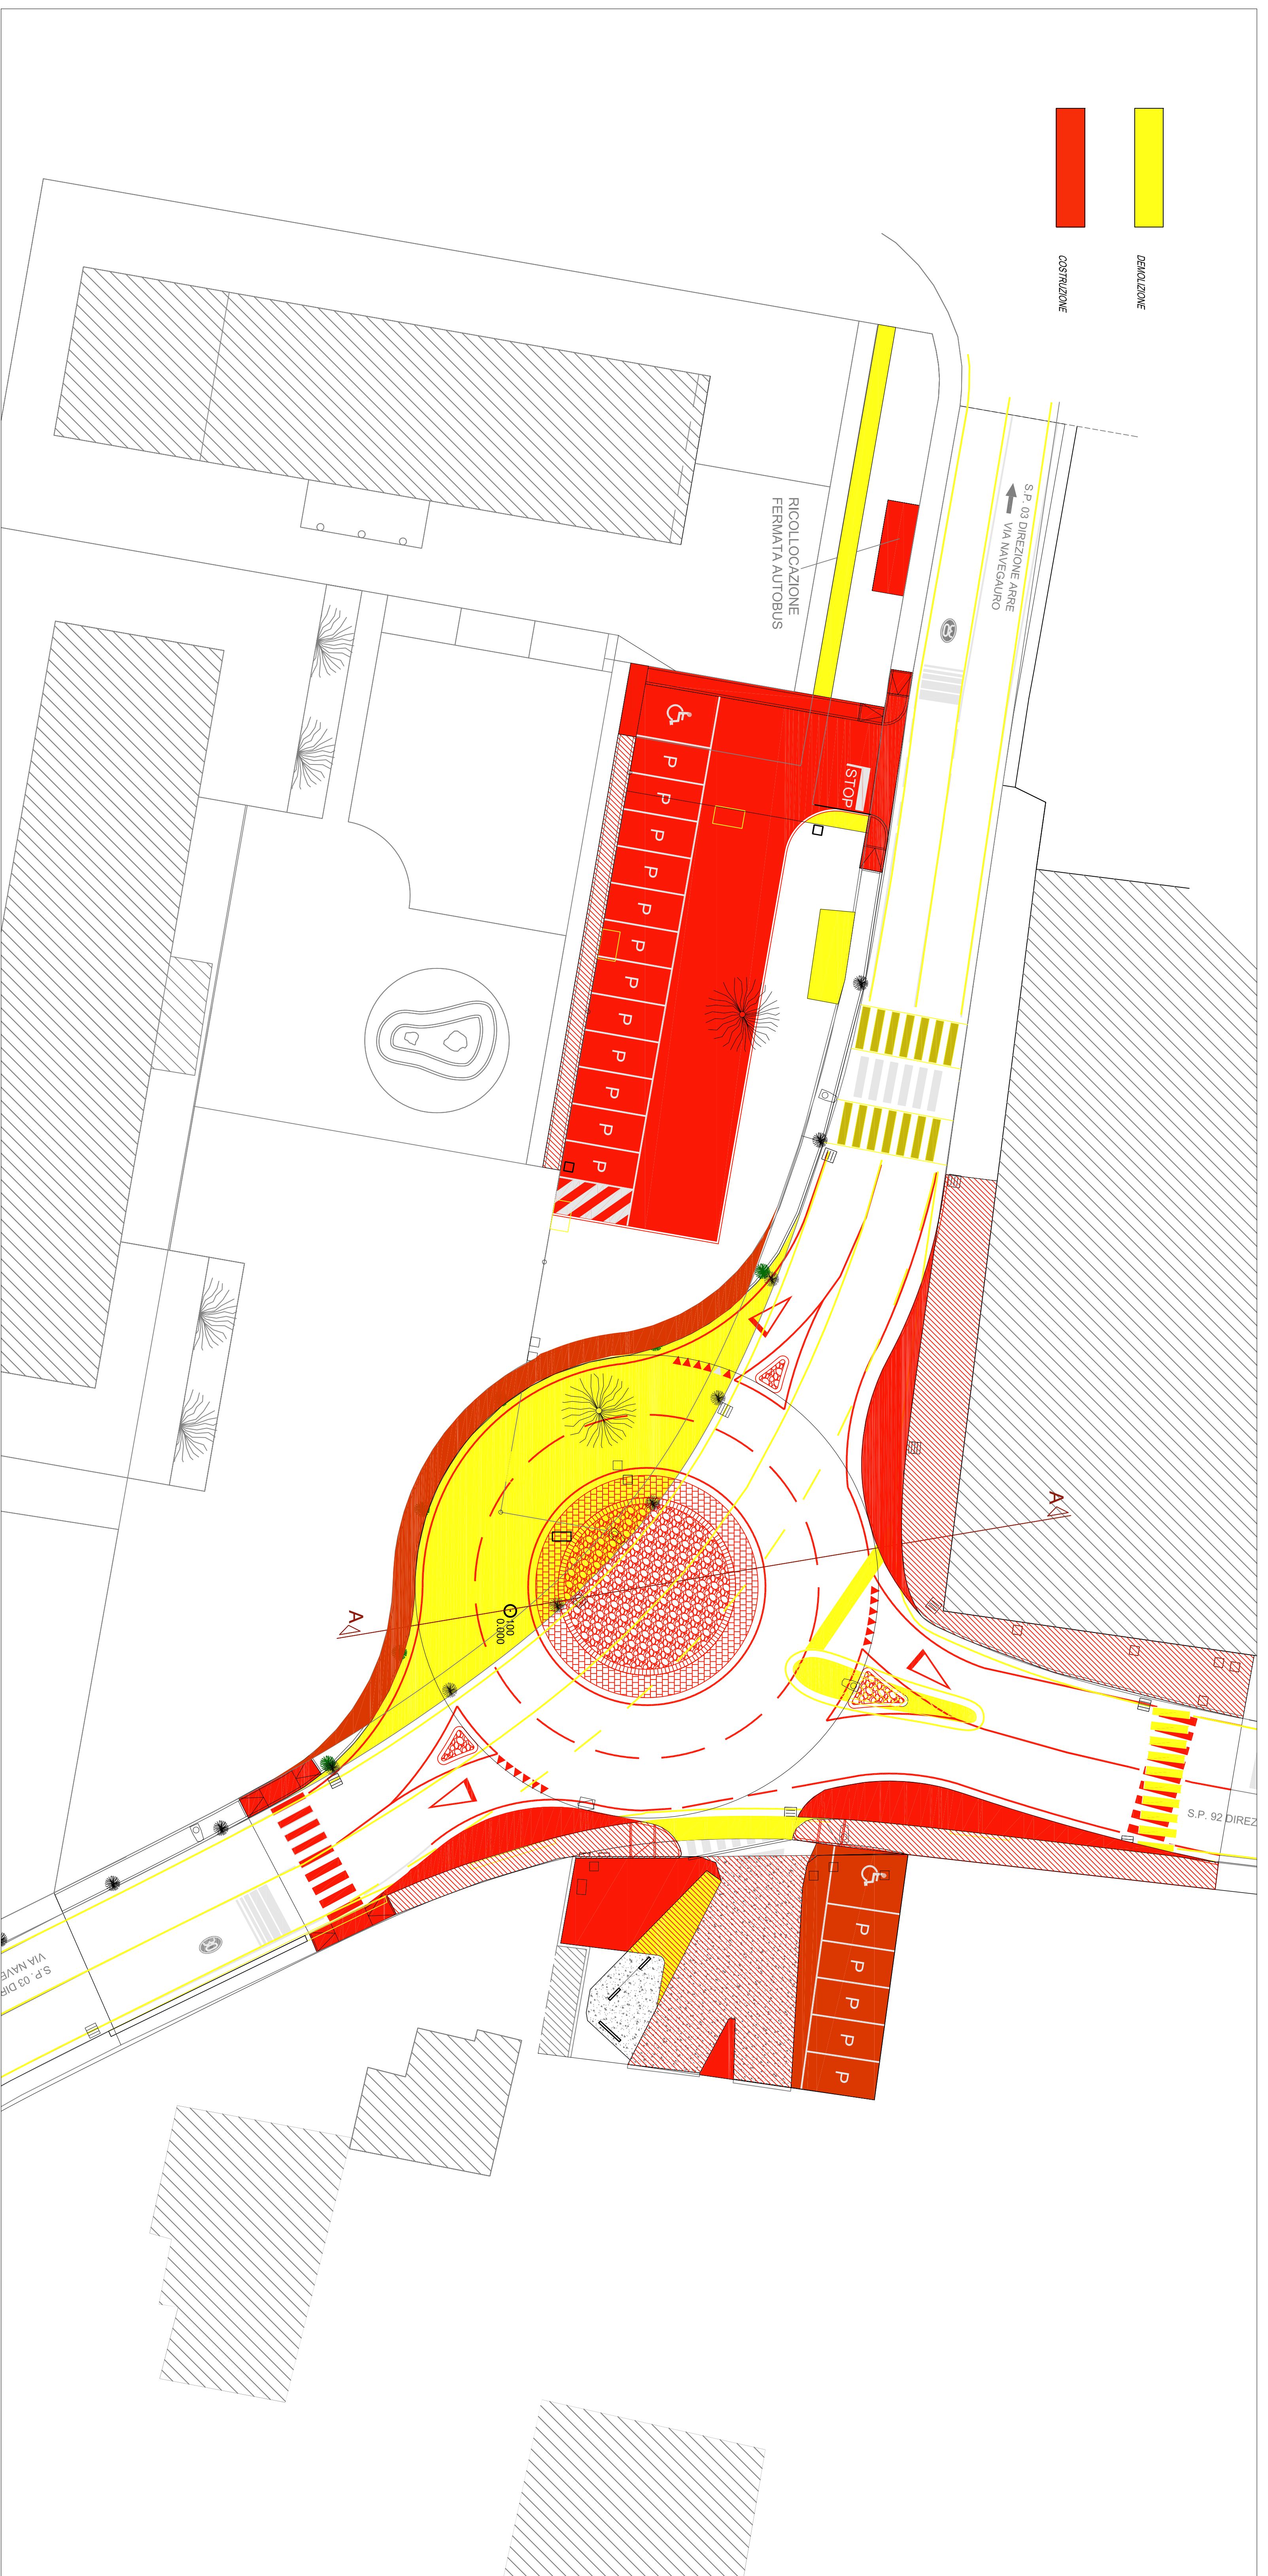 DEMOLIZIONE
COSTRUZIONE
S.P. 03 DIREZIONE ARRE
VIA NAVEGAURO
RICOLLOCAZIONE
FERMATA AUTOBUS
STOP
P
P
P
P
P
P
P
P
P
P
P
P
A
A
100
0.000
S.P. 92 DIREZ
P
P
P
P
P
S.P. 03 DIR
VIA NAVE